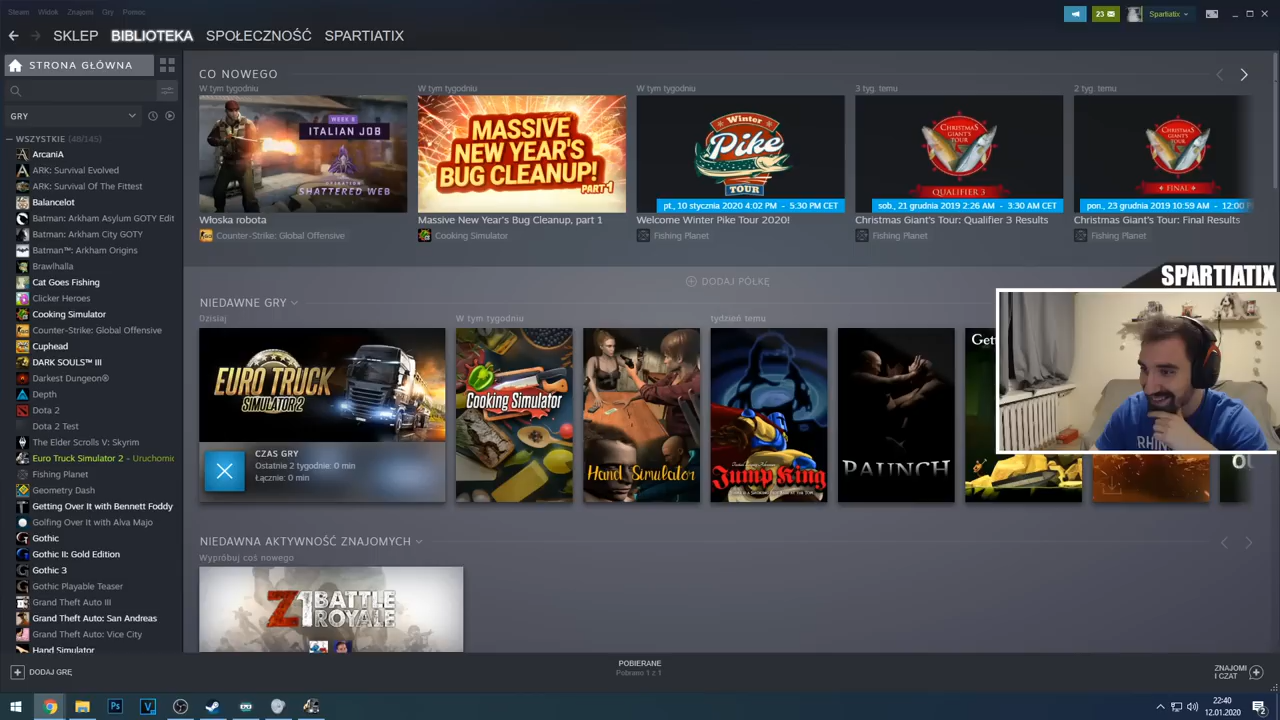 Steam Widok Znajomi Gry Pomoc
23 Spartiatix
SKLEP BIBLIOTEKA SPOŁECZNOŚĆ SPARTIATIX
STRONA GŁÓWNA
GRY
WSZYSTKIE (48/145)
ArcaniA
ARK: Survival Evolved
ARK: Survival Of The Fittest
Balancelot
Batman: Arkham Asylum GOTY Edit
Batman: Arkham City GOTY
Batman™: Arkham Origins
Brawlhalla
Cat Goes Fishing
Clicker Heroes
Cooking Simulator
Counter-Strike: Global Offensive
Cuphead
DARK SOULS™ III
Darkest Dungeon®
Depth
Dota 2
Dota 2 Test
The Elder Scrolls V: Skyrim
Euro Truck Simulator 2 - Uruchomio
Fishing Planet
Geometry Dash
Getting Over It with Bennett Foddy
Golfing Over It with Alva Majo
Gothic
Gothic II: Gold Edition
Gothic 3
Gothic Playable Teaser
Grand Theft Auto III
Grand Theft Auto: San Andreas
Grand Theft Auto: Vice City
Hand Simulator
DODAJ GRĘ
CO NOWEGO
W tym tygodniu
WEEK 8
ITALIAN JOB
OPERATION
SHATTERED WEB
Włoska robota
Counter-Strike: Global Offensive
W tym tygodniu
MASSIVE
NEW YEAR'S
BUG CLEANUP!
PART 1
Massive New Year's Bug Cleanup, part 1
Cooking Simulator
W tym tygodniu
Winter
Pike
TOUR
pt., 10 stycznia 2020 4:02 PM - 5:30 PM CET
Welcome Winter Pike Tour 2020!
Fishing Planet
3 tyg. temu
CHRISTMAS
GIANT'S
TOUR
QUALIFIER 3
sob., 21 grudnia 2019 2:26 AM - 3:30 AM CET
Christmas Giant's Tour: Qualifier 3 Results
Fishing Planet
2 tyg. temu
CHRISTMAS
GIANT'S
TOUR
FINAL
pon., 23 grudnia 2019 10:59 AM - 12:00 P
Christmas Giant's Tour: Final Results
Fishing Planet
DODAJ PÓŁKĘ
SPARTIATIX
NIEDAWNE GRY
Dzisiaj
EURO TRUCK
SIMULATOR 2
CZAS GRY
Ostatnie 2 tygodnie: 0 min
Łącznie: 0 min
W tym tygodniu
Cooking Simulator
Hand Simulator
tydzień temu
Jump King
PAUNCH
NIEDAWNA AKTYWNOŚĆ ZNAJOMYCH
Wypróbuj coś nowego
Z1 BATTLE
ROYALE
POBIERANE
Pobrano 1 z 1
ZNAJOMI
I CZAT
22:40
12.01.2020
2